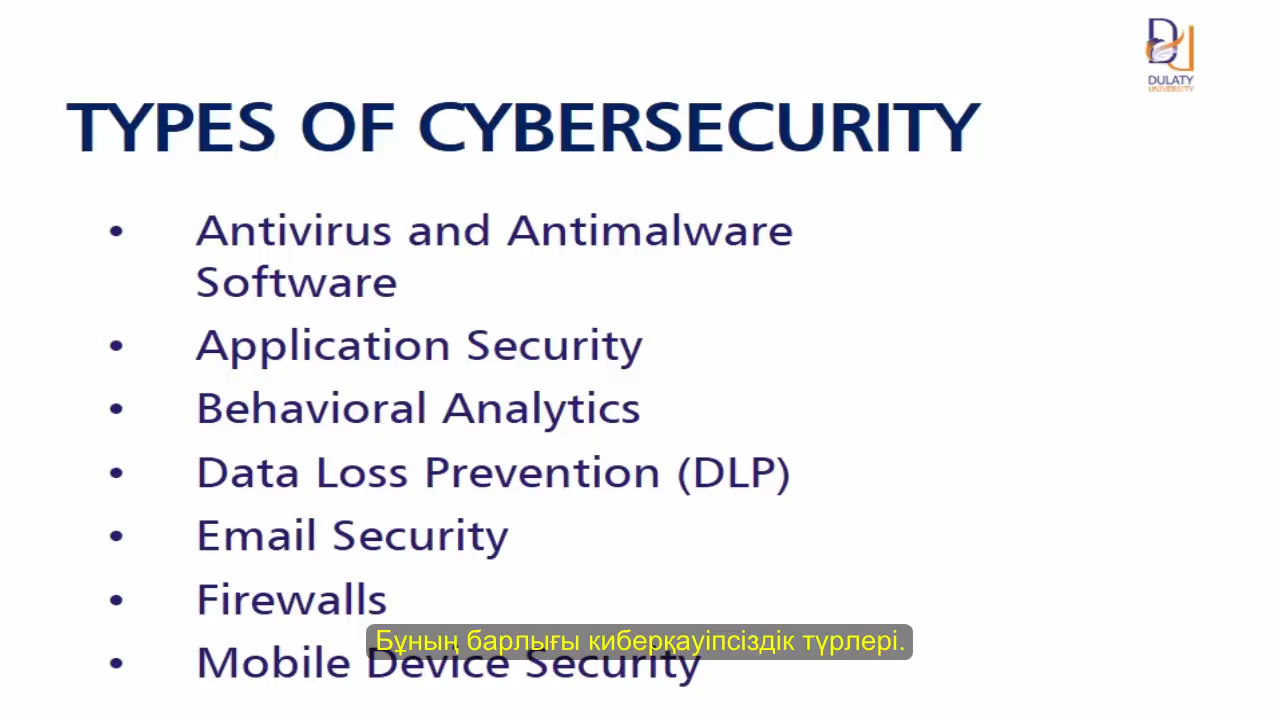 DULATY
UNIVERSITY
TYPES OF CYBERSECURITY
• Antivirus and Antimalware
Software
• Application Security
• Behavioral Analytics
• Data Loss Prevention (DLP)
• Email Security
• Firewalls
Бұның барлығы киберқауіпсіздік түрлері.
• Mobile Device Security